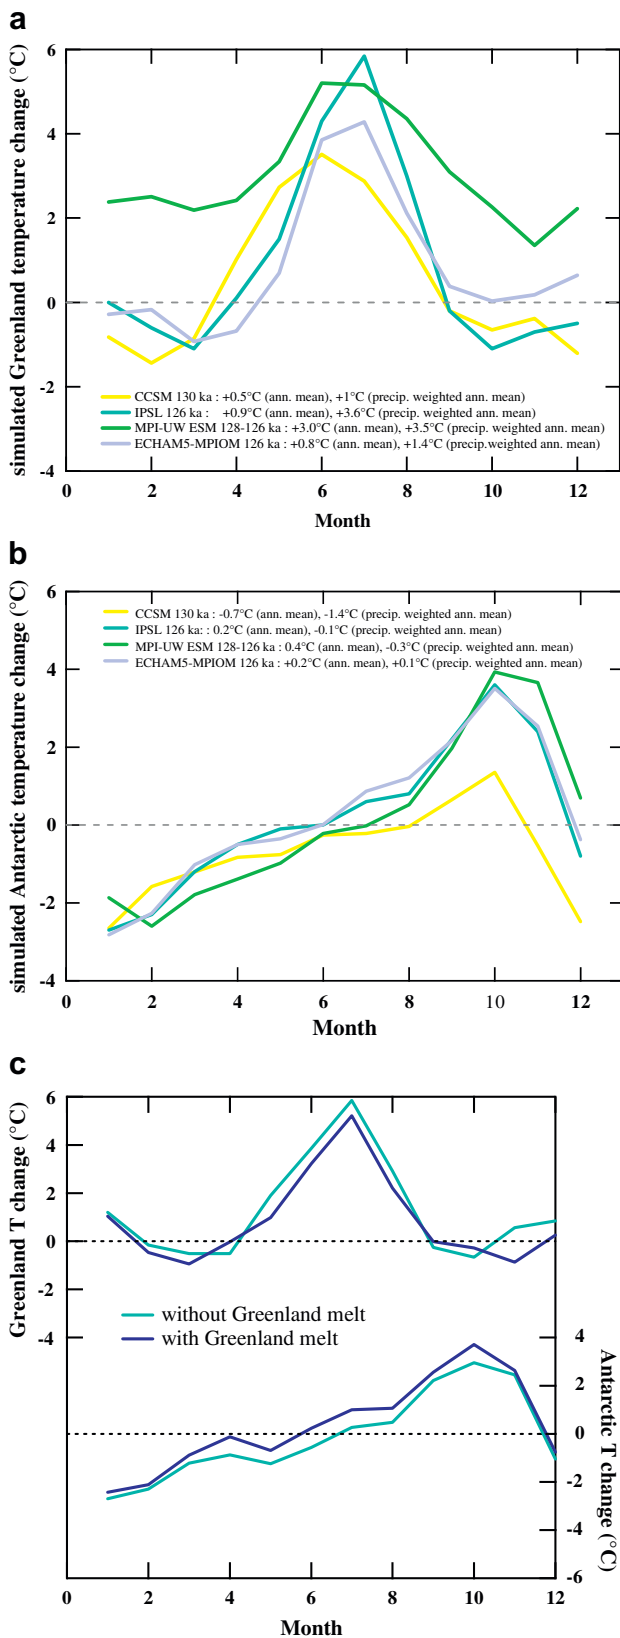 a
simulated Greenland temperature change (°C)
6
4
2
0
-2
-4
CCSM 130 ka : +0.5°C (ann. mean), +1°C (precip. weighted ann. mean)
IPSL 126 ka : +0.9°C (ann. mean), +3.6°C (precip. weighted ann. mean)
MPI-UW ESM 128-126 ka : +3.0°C (ann. mean), +3.5°C (precip. weighted ann. mean)
ECHAM5-MPIOM 126 ka : +0.8°C (ann. mean), +1.4°C (precip.weighted ann. mean)
0 2 4 6 8 10 12
Month
b
simulated Antarctic temperature change (°C)
6
4
2
0
-2
-4
CCSM 130 ka : -0.7°C (ann. mean), -1.4°C (precip. weighted ann. mean)
IPSL 126 ka: : 0.2°C (ann. mean), -0.1°C (precip. weighted ann. mean)
MPI-UW ESM 128-126 ka : 0.4°C (ann. mean), -0.3°C (precip. weighted ann. mean)
ECHAM5-MPIOM 126 ka : +0.2°C (ann. mean), +0.1°C (precip. weighted ann. mean)
0 2 4 6 8 10 12
Month
c
Greenland T change (°C)
6
4
2
0
-2
-4
without Greenland melt
with Greenland melt
4
2
0
-2
-4
-6
Antarctic T change (°C)
0 2 4 6 8 10 12
Month